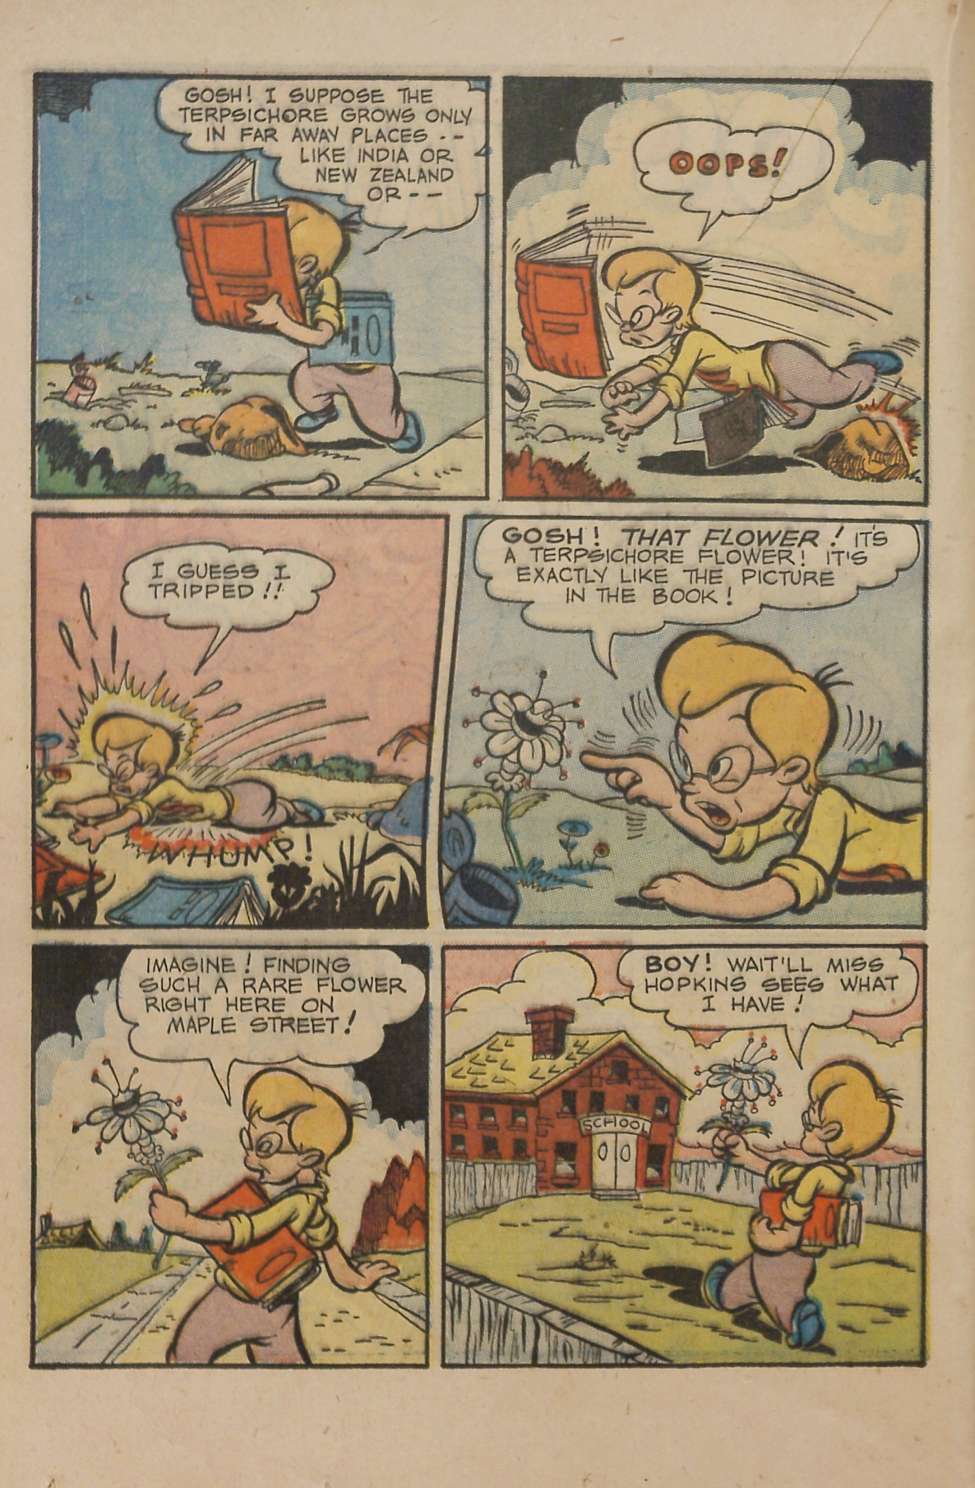 GOSH! I SUPPOSE THE
TERPSICHORE GROWS ONLY
IN FAR AWAY PLACES --
LIKE INDIA OR
NEW ZEALAND
OR --
OOPS!
I GUESS I
TRIPPED!!
WHUMP!
GOSH! THAT FLOWER! IT'S
A TERPSICHORE FLOWER! IT'S
EXACTLY LIKE THE PICTURE
IN THE BOOK!
IMAGINE! FINDING
SUCH A RARE FLOWER
RIGHT HERE ON
MAPLE STREET!
BOY! WAIT'LL MISS
HOPKINS SEES WHAT
I HAVE!
SCHOOL